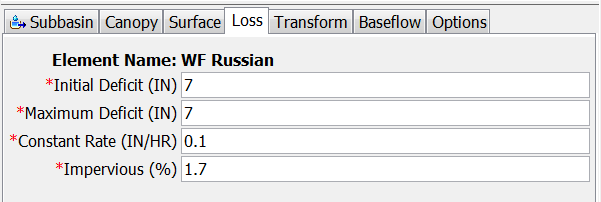 Subbasin Canopy Surface Loss Transform Baseflow Options
Element Name: WF Russian
*Initial Deficit (IN) 7
*Maximum Deficit (IN) 7
*Constant Rate (IN/HR) 0.1
*Impervious (%) 1.7